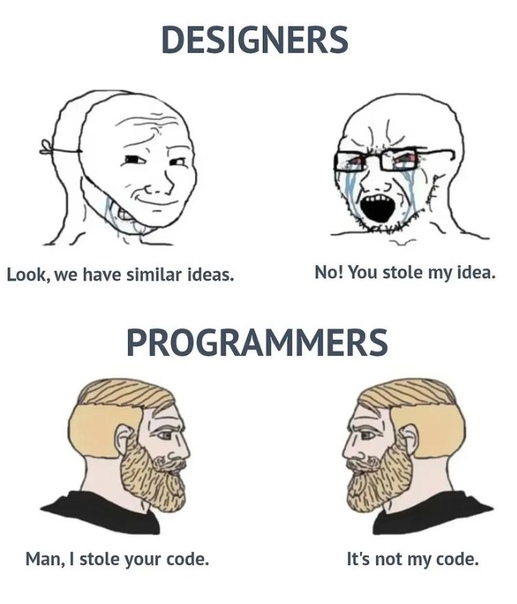 DESIGNERS
Look, we have similar ideas.
No! You stole my idea.
PROGRAMMERS
Man, I stole your code.
It's not my code.